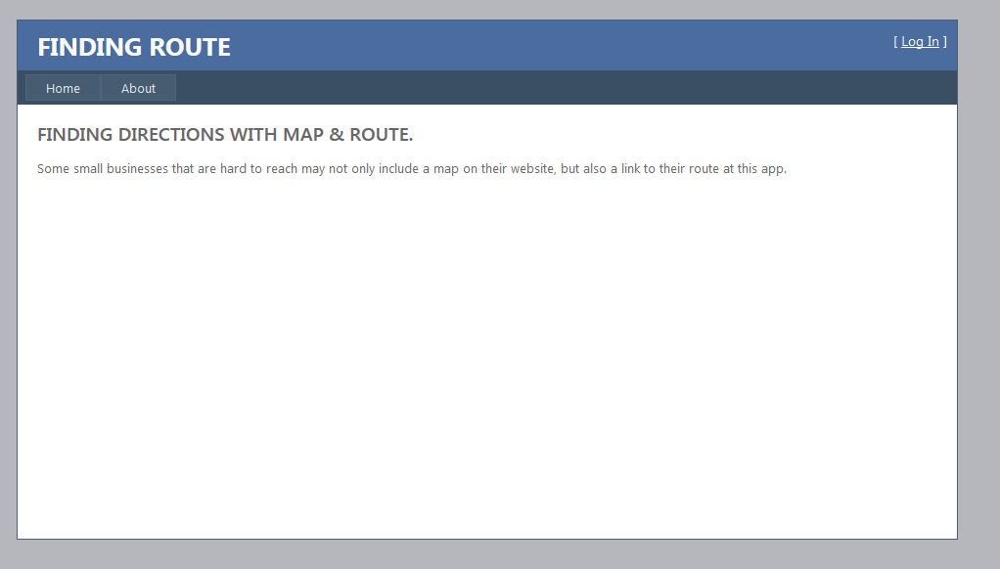 FINDING ROUTE
[ Log In ]
Home
About
FINDING DIRECTIONS WITH MAP & ROUTE.
Some small businesses that are hard to reach may not only include a map on their website, but also a link to their route at this app.